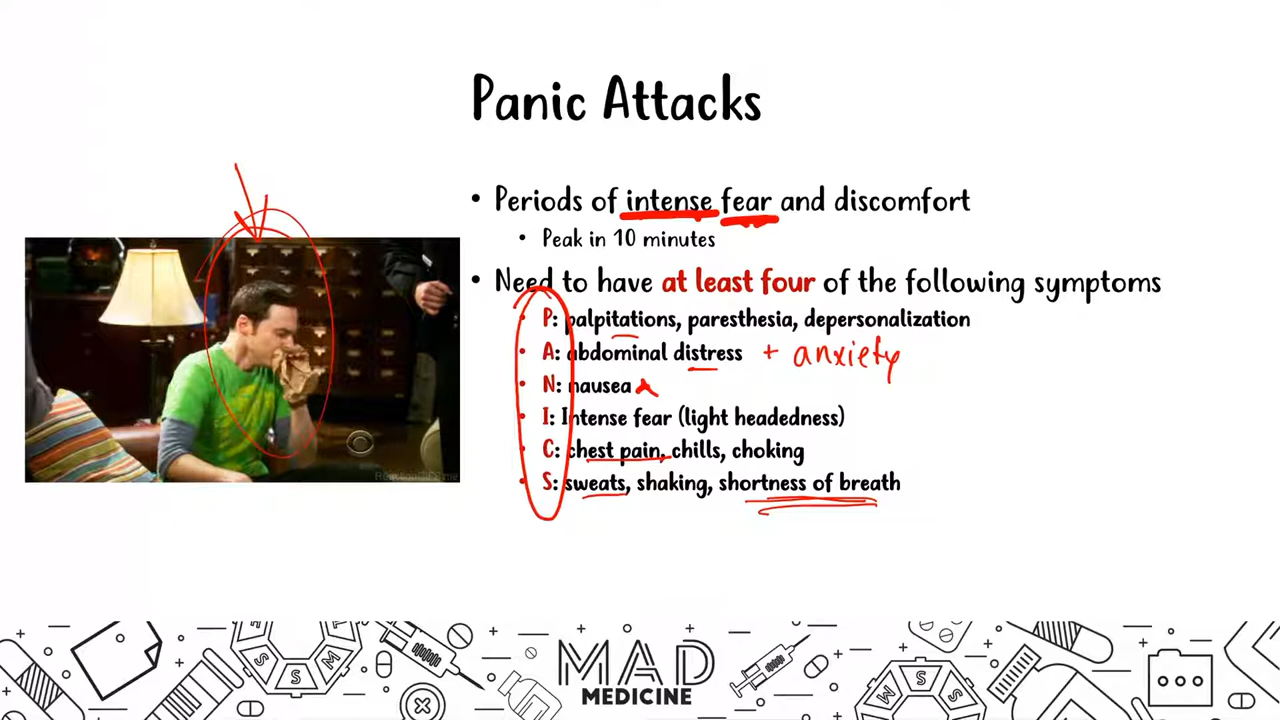 Panic Attacks
• Periods of intense fear and discomfort
• Peak in 10 minutes
• Need to have at least four of the following symptoms
• P: palpitations, paresthesia, depersonalization
• A: abdominal distress + anxiety
• N: nausea
• I: Intense fear (light headedness)
• C: chest pain, chills, choking
• S: sweats, shaking, shortness of breath
MAD
MEDICINE